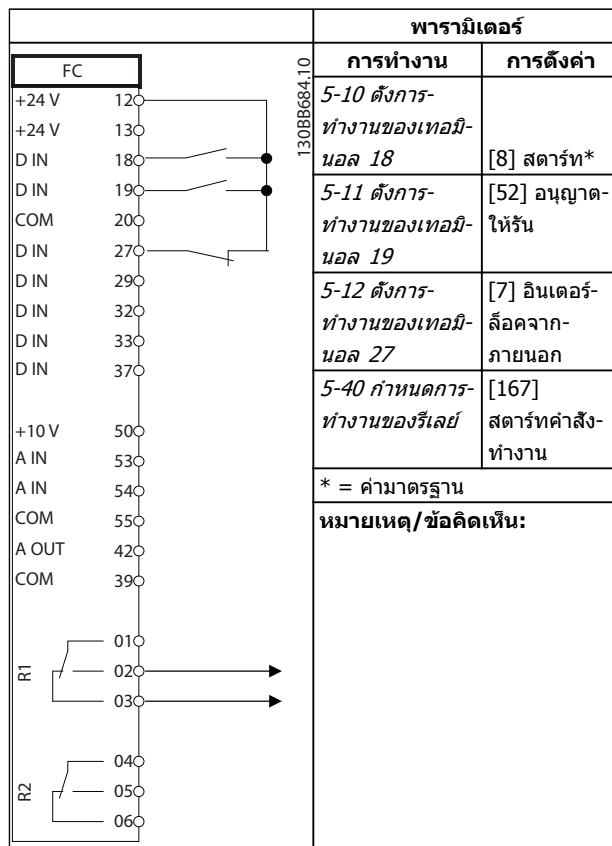 พารามิเตอร์
FC
130BB684.10
การทำงาน
การตั้งค่า
+24 V 12
+24 V 13
D IN 18
D IN 19
COM 20
D IN 27
D IN 29
D IN 32
D IN 33
D IN 37
+10 V 50
A IN 53
A IN 54
COM 55
A OUT 42
COM 39
R1
01
02
03
R2
04
05
06
5-10 ตั้งการ-
ทำงานของเทอมิ-
นอล 18
[8] สตาร์ท*
5-11 ตั้งการ-
ทำงานของเทอมิ-
นอล 19
[52] อนุญาต-
ให้รัน
5-12 ตั้งการ-
ทำงานของเทอมิ-
นอล 27
[7] อินเตอร์-
ล็อคจาก-
ภายนอก
5-40 กำหนดการ-
ทำงานของรีเลย์
[167]
สตาร์ทคำสั่ง-
ทำงาน
* = ค่ามาตรฐาน
หมายเหตุ/ข้อคิดเห็น: